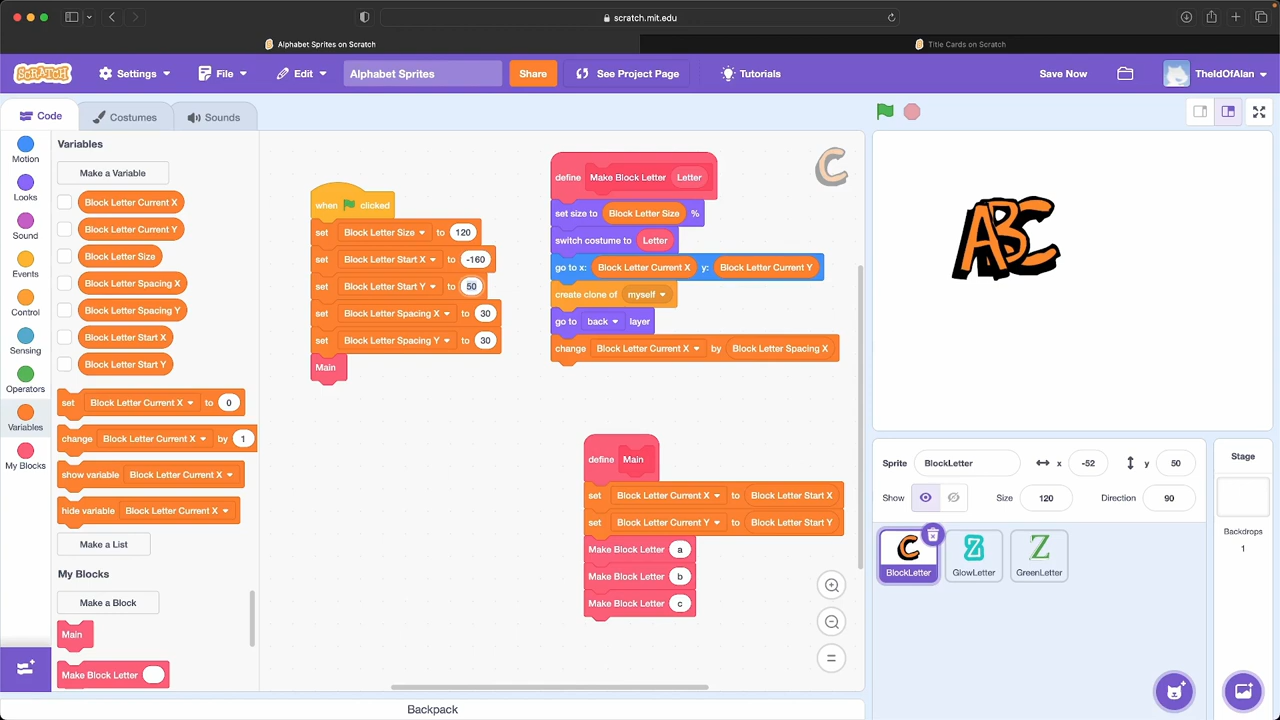 scratch.mit.edu
Alphabet Sprites on Scratch
Title Cards on Scratch
SCRATCH
Settings
File
Edit
Alphabet Sprites
Share
See Project Page
Tutorials
Save Now
TheIdOfAlan
Code
Costumes
Sounds
Motion
Looks
Sound
Events
Control
Sensing
Operators
Variables
My Blocks
Variables
Make a Variable
Block Letter Current X
Block Letter Current Y
Block Letter Size
Block Letter Spacing X
Block Letter Spacing Y
Block Letter Start X
Block Letter Start Y
set Block Letter Current X to 0
change Block Letter Current X by 1
show variable Block Letter Current X
hide variable Block Letter Current X
Make a List
My Blocks
Make a Block
Main
Make Block Letter
when clicked
set Block Letter Size to 120
set Block Letter Start X to -160
set Block Letter Start Y to 50
set Block Letter Spacing X to 30
set Block Letter Spacing Y to 30
Main
define Make Block Letter Letter
set size to Block Letter Size %
switch costume to Letter
go to x: Block Letter Current X y: Block Letter Current Y
create clone of myself
go to back layer
change Block Letter Current X by Block Letter Spacing X
define Main
set Block Letter Current X to Block Letter Start X
set Block Letter Current Y to Block Letter Start Y
Make Block Letter a
Make Block Letter b
Make Block Letter c
C
ABC
Sprite BlockLetter x -52 y 50
Show Size 120 Direction 90
C
BlockLetter
Z
GlowLetter
Z
GreenLetter
Stage
Backdrops
1
Backpack